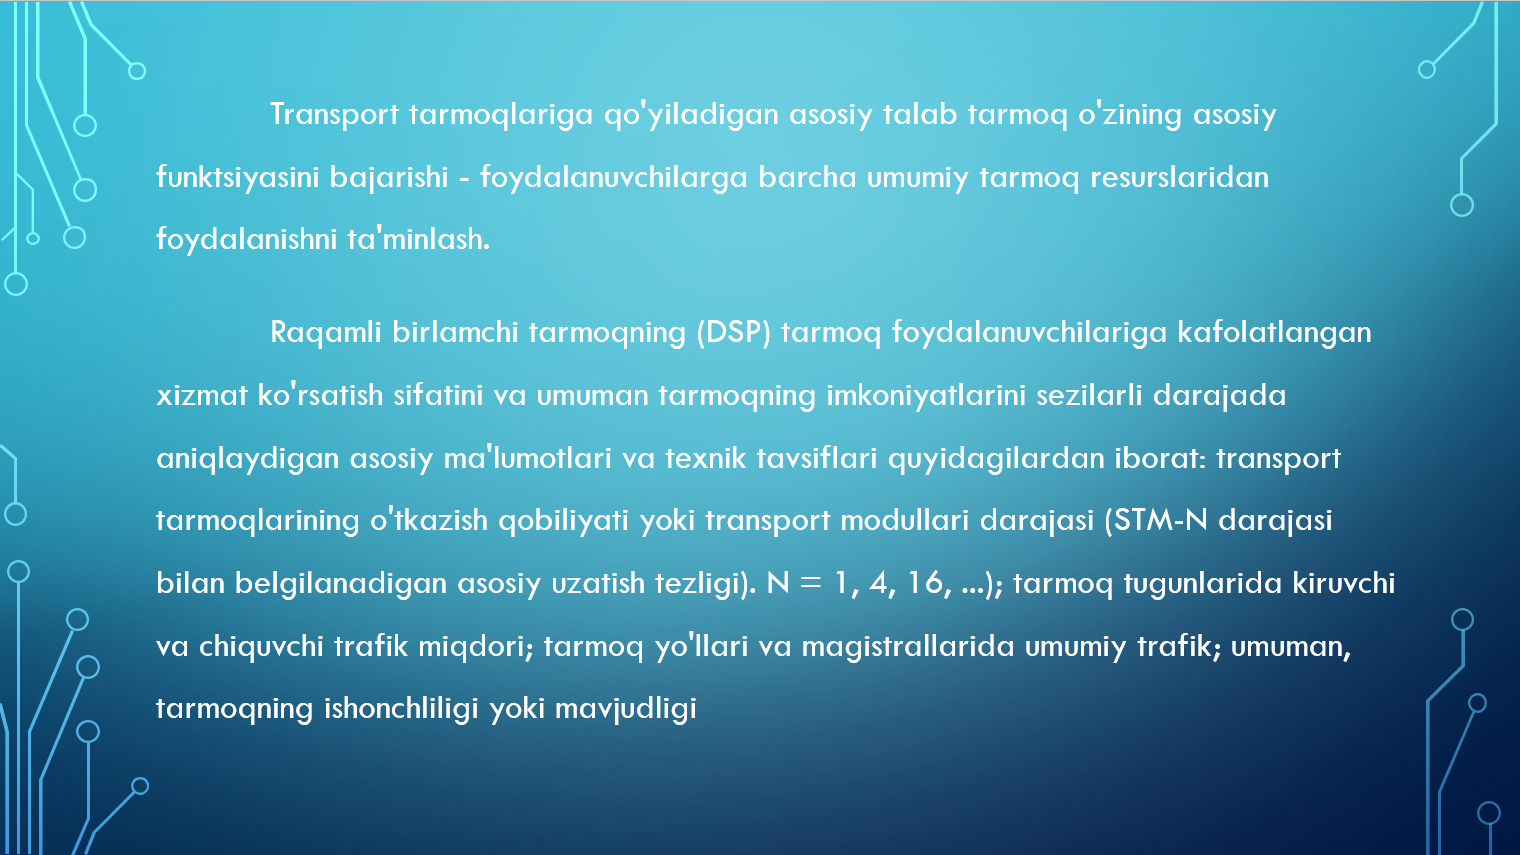 Transport tarmoqlariga qo'yiladigan asosiy talab tarmoq o'zining asosiy
funktsiyasini bajarishi - foydalanuvchilarga barcha umumiy tarmoq resurslaridan
foydalanishni ta'minlash.
Raqamli birlamchi tarmoqning (DSP) tarmoq foydalanuvchilariga kafolatlangan
xizmat ko'rsatish sifatini va umuman tarmoqning imkoniyatlarini sezilarli darajada
aniqlaydigan asosiy ma'lumotlari va texnik tavsiflari quyidagilardan iborat: transport
tarmoqlarining o'tkazish qobiliyati yoki transport modullari darajasi (STM-N darajasi
bilan belgilanadigan asosiy uzatish tezligi). N = 1, 4, 16, ...); tarmoq tugunlarida kiruvchi
va chiquvchi trafik miqdori; tarmoq yo'llari va magistrallarida umumiy trafik; umuman,
tarmoqning ishonchliligi yoki mavjudligi